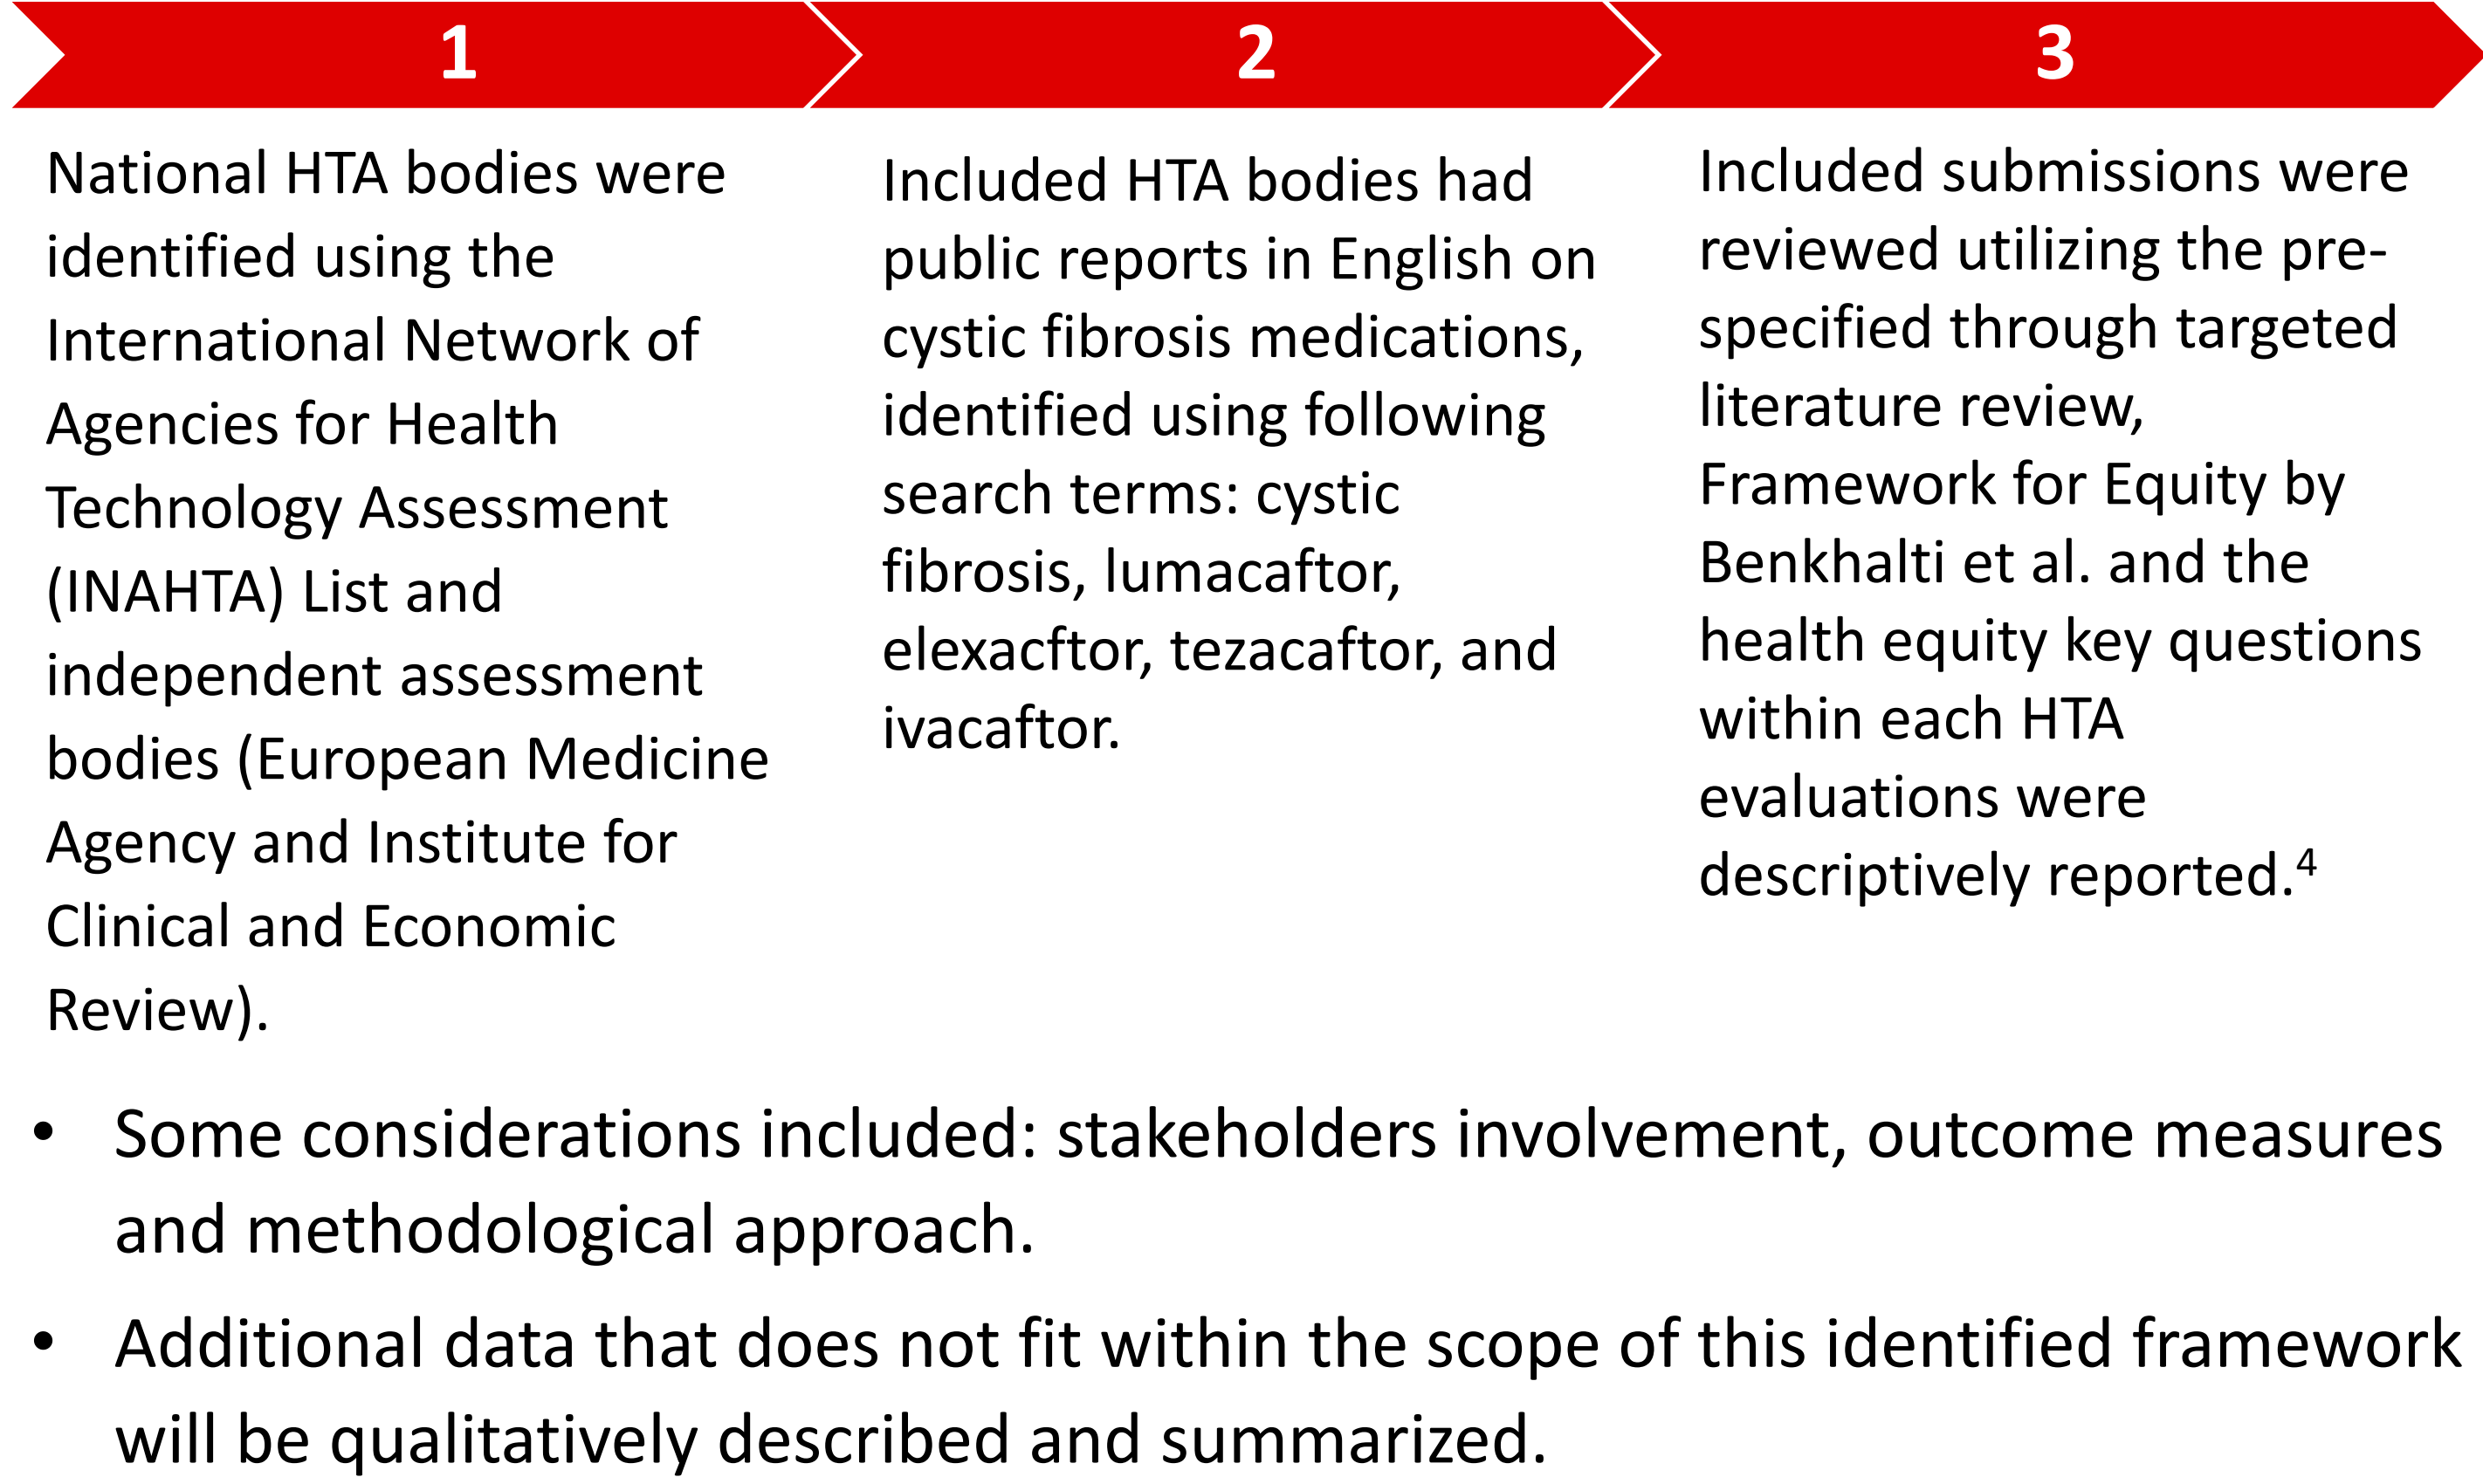 1
National HTA bodies were
identified using the
International Network of
Agencies for Health
Technology Assessment
(INAHTA) List and
independent assessment
bodies (European Medicine
Agency and Institute for
Clinical and Economic
Review).
2
Included HTA bodies had
public reports in English on
cystic fibrosis medications,
identified using following
search terms: cystic
fibrosis, lumacaftor,
elexacftor, tezacaftor, and
ivacaftor.
3
Included submissions were
reviewed utilizing the pre-
specified through targeted
literature review,
Framework for Equity by
Benkhalti et al. and the
health equity key questions
within each HTA
evaluations were
descriptively reported.⁴
• Some considerations included: stakeholders involvement, outcome measures
and methodological approach.
• Additional data that does not fit within the scope of this identified framework
will be qualitatively described and summarized.